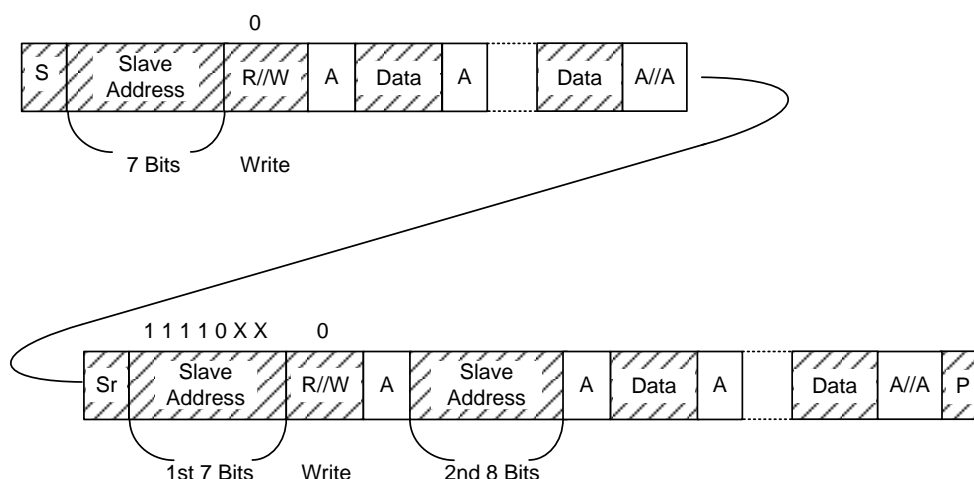 0
S
Slave
Address
R//W
A
Data
A
Data
A//A
7 Bits
Write
1 1 1 1 0 X X
0
Sr
Slave
Address
R//W
A
Slave
Address
A
Data
A
Data
A//A
P
1st 7 Bits
Write
2nd 8 Bits